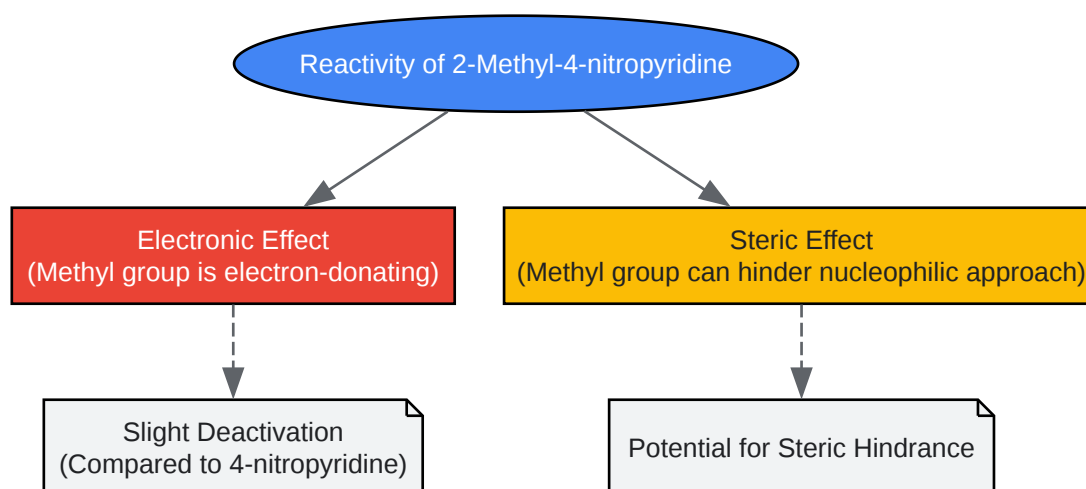 Reactivity of 2-Methyl-4-nitropyridine
Electronic Effect
(Methyl group is electron-donating)
Steric Effect
(Methyl group can hinder nucleophilic approach)
Slight Deactivation
(Compared to 4-nitropyridine)
Potential for Steric Hindrance